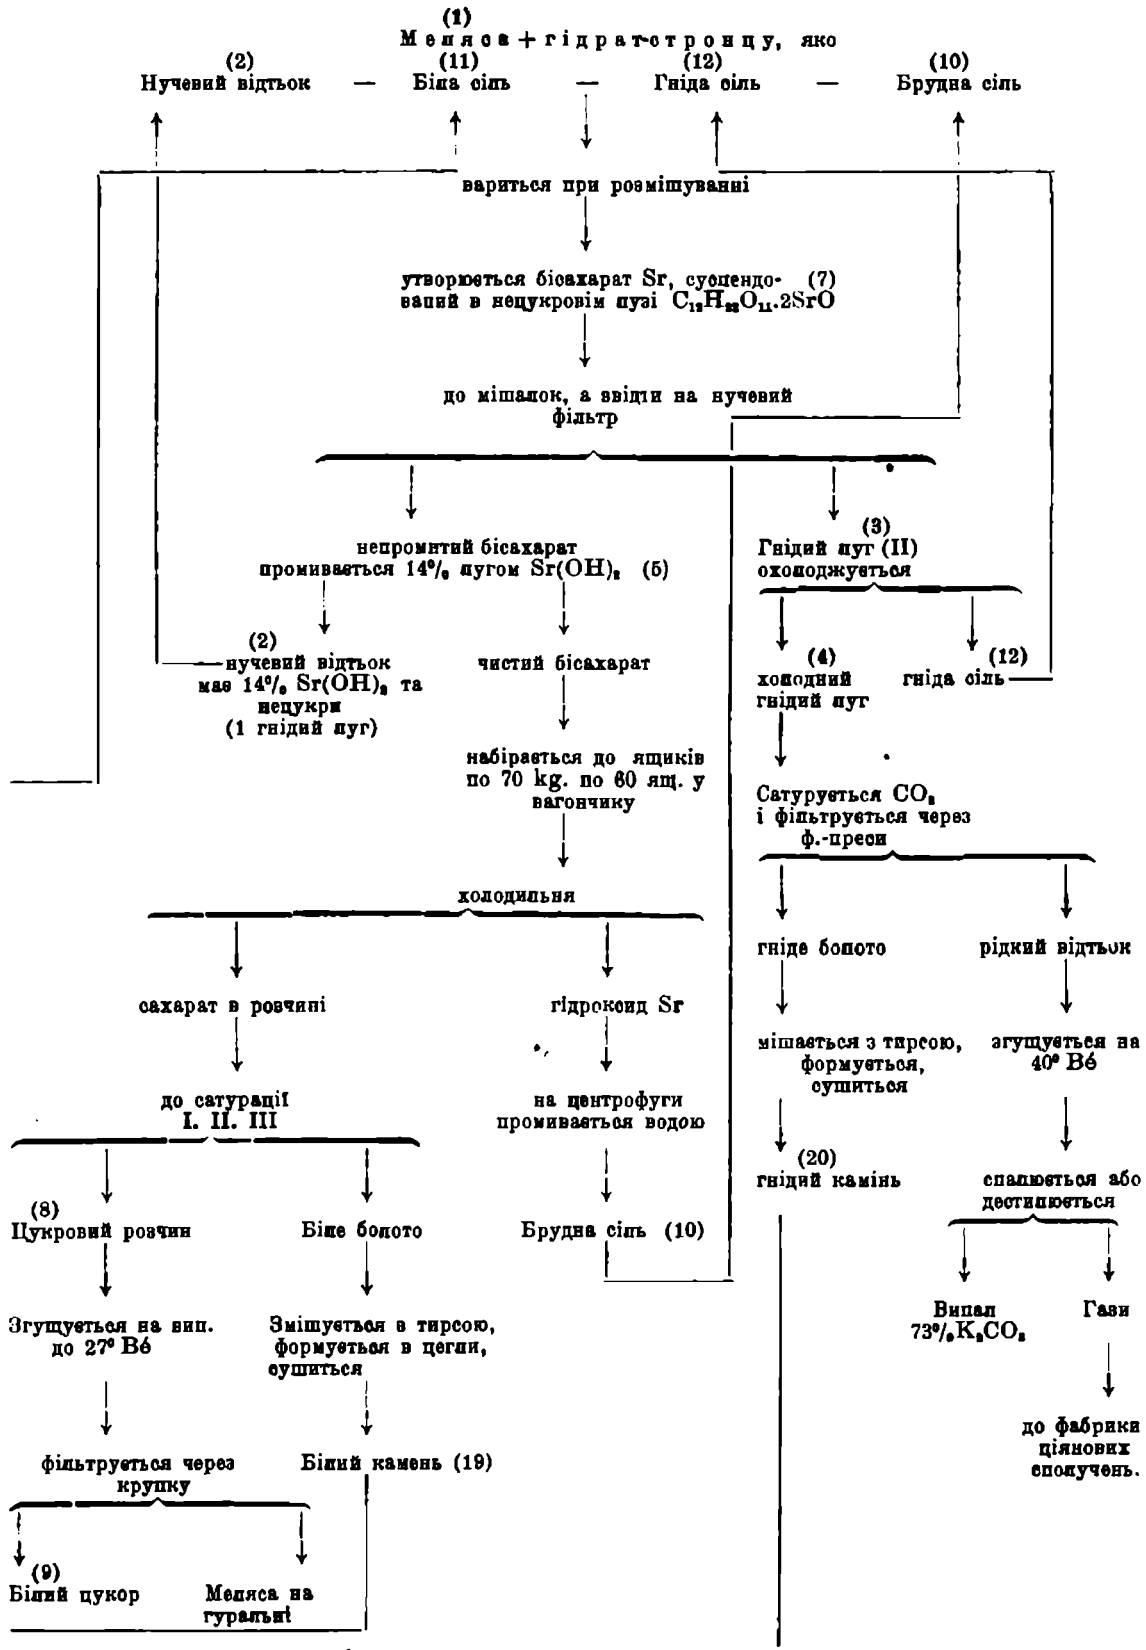 (1)
Меляса + гідрат-стронцу, яко
(2) (11) (12) (10)
Нучевий відтьок — Біла сіль — Гніда сіль — Брудна сіль
вариться при розмішуванні
утворюється бісахарат Sr, суспендо- (7)
ваний в нецукровім лузі C₁₂H₂₂O₁₁.2SrO
до мішалок, а звідти на нучевий
фільтр
непромитий бісахарат
промивається 14% лугом Sr(OH)₂ (5)
(3)
Гнідий луг (II)
охолоджується
(2)
нучевий відтьок
має 14% Sr(OH)₂ та
нецукри
(1 гнідий луг)
чистий бісахарат
(4)
холодний
гнідий луг
(12)
гніда сіль
набірається до ящиків
по 70 kg. по 60 ящ. у
вагончику
Сатурується CO₂
і фільтрується через
ф.-преси
холодильня
сахарат в розчині
гідроксид Sr
гніде болото
рідкий відтьок
до сатурації
I. II. III
на центрофуги
промивається водою
мішається з тирсою,
формується,
сушиться
згущується на
40° Bé
(20)
гнідий камінь
спалюється або
дестилюється
(8)
Цукровий розчин
Біле болото
Брудна сіль (10)
Випал
73% K₂CO₃
Гази
Згущується на вип.
до 27° Bé
Змішується в тирсою,
формується в цегли,
сушиться
до фабрики
ціянових
сполучень.
фільтрується через
крупку
Білий камень (19)
(9)
Білий цукор
Меляса на
гуральні